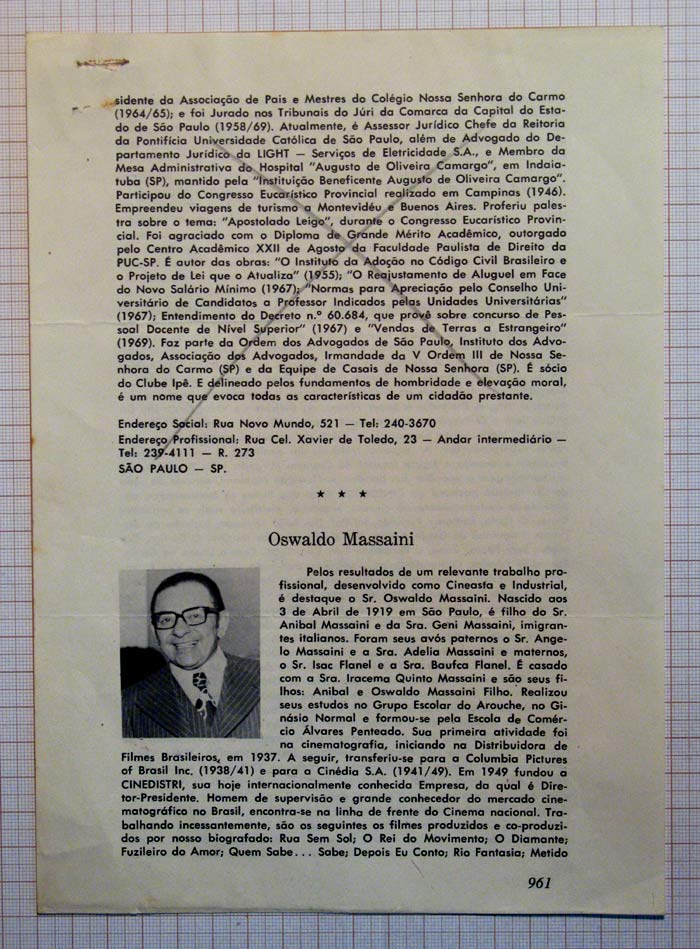 sidente da Associação de Pais e Mestres do Colégio Nossa Senhora do Carmo
(1964/65); e foi Jurado nos Tribunais do Júri da Comarca da Capital do Esta-
do de São Paulo (1958/69). Atualmente, é Assessor Jurídico Chefe da Reitoria
da Pontifícia Universidade Católica de São Paulo, além de Advogado do De-
partamento Jurídico da LIGHT — Serviços de Eletricidade S.A., e Membro da
Mesa Administrativa do Hospital "Augusto de Oliveira Camargo", em Indaia-
tuba (SP), mantido pela "Instituição Beneficente Augusto de Oliveira Camargo".
Participou do Congresso Eucarístico Provincial realizado em Campinas (1946).
Empreendeu viagens de turismo a Montevidéu e Buenos Aires. Proferiu pales-
tra sobre o tema: "Apostolado Leigo", durante o Congresso Eucarístico Provin-
cial. Foi agraciado com o Diploma de Grande Mérito Acadêmico, outorgado
pelo Centro Acadêmico XXII de Agosto da Faculdade Paulista de Direito da
PUC-SP. É autor das obras: "O Instituto da Adoção no Código Civil Brasileiro e
o Projeto de Lei que o Atualiza" (1955); "O Reajustamento de Aluguel em Face
do Novo Salário Mínimo (1967); "Normas para Apreciação pelo Conselho Uni-
versitário de Candidatos a Professor Indicados pelas Unidades Universitárias"
(1967); Entendimento do Decreto n.º 60.684, que provê sobre concurso de Pes-
soal Docente de Nível Superior" (1967) e "Vendas de Terras a Estrangeiro"
(1969). Faz parte da Ordem dos Advogados de São Paulo, Instituto dos Advo-
gados, Associação dos Advogados, Irmandade da V Ordem III de Nossa Se-
nhora do Carmo (SP) e da Equipe de Casais de Nossa Senhora (SP). É sócio
do Clube Ipê. E delineado pelos fundamentos de hombridade e elevação moral,
é um nome que evoca todas as características de um cidadão prestante.
Endereço Social: Rua Novo Mundo, 521 — Tel: 240-3670
Endereço Profissional: Rua Cel. Xavier de Toledo, 23 — Andar intermediário —
Tel: 239-4111 — R. 273
SÃO PAULO — SP.
★ ★ ★
Oswaldo Massaini
Pelos resultados de um relevante trabalho pro-
fissional, desenvolvido como Cineasta e Industrial,
é destaque o Sr. Oswaldo Massaini. Nascido aos
3 de Abril de 1919 em São Paulo, é filho do Sr.
Anibal Massaini e da Sra. Geni Massaini, imigran-
tes italianos. Foram seus avós paternos o Sr. Ange-
lo Massaini e a Sra. Adelia Massaini e maternos,
o Sr. Isac Flanel e a Sra. Baufca Flanel. É casado
com a Sra. Iracema Quinto Massaini e são seus fi-
lhos: Anibal e Oswaldo Massaini Filho. Realizou
seus estudos no Grupo Escolar do Arouche, no Gi-
násio Normal e formou-se pela Escola de Comér-
cio Álvares Penteado. Sua primeira atividade foi
na cinematografia, iniciando na Distribuidora de
Filmes Brasileiros, em 1937. A seguir, transferiu-se para a Columbia Pictures
of Brasil Inc. (1938/41) e para a Cinédia S.A. (1941/49). Em 1949 fundou a
CINEDISTRI, sua hoje internacionalmente conhecida Empresa, da qual é Dire-
tor-Presidente. Homem de supervisão e grande conhecedor do mercado cine-
matográfico no Brasil, encontra-se na linha de frente do Cinema nacional. Tra-
balhando incessantemente, são os seguintes os filmes produzidos e co-produzi-
dos por nosso biografado: Rua Sem Sol; O Rei do Movimento; O Diamante;
Fuzileiro do Amor; Quem Sabe... Sabe; Depois Eu Conto; Rio Fantasia; Metido
961